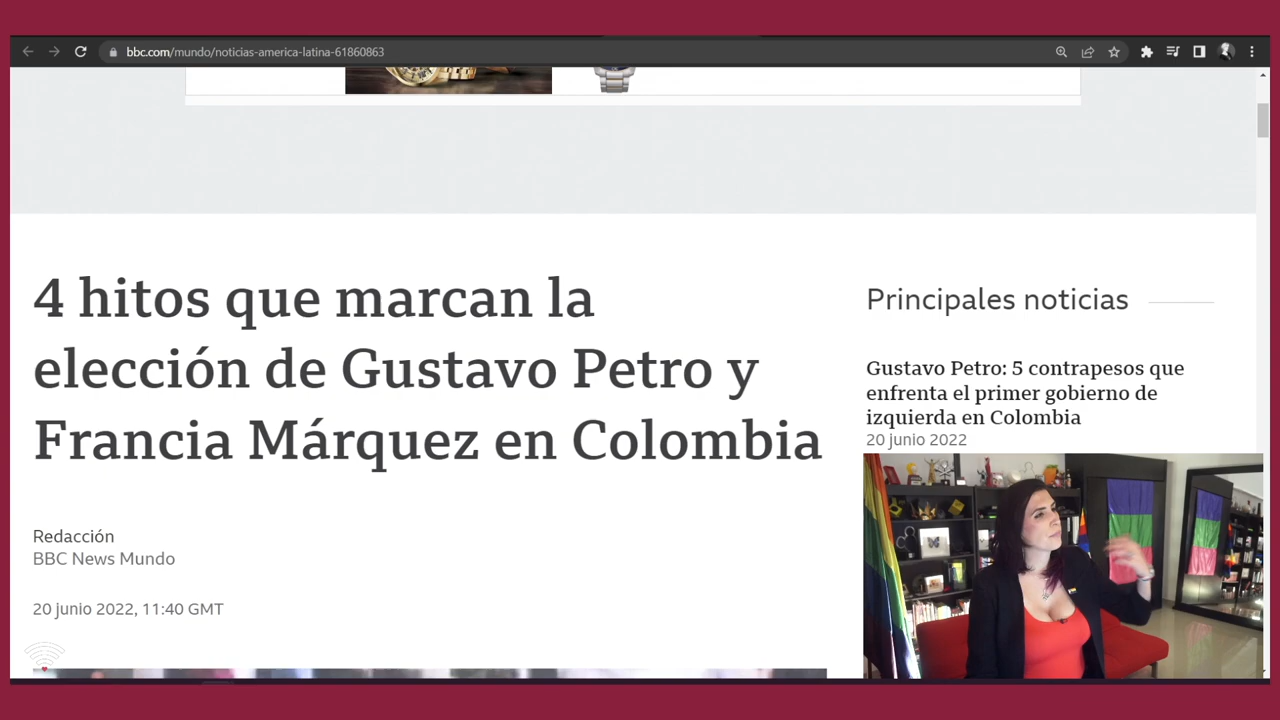 bbc.com/mundo/noticias-america-latina-61860863
4 hitos que marcan la
elección de Gustavo Petro y
Francia Márquez en Colombia
Redacción
BBC News Mundo
20 junio 2022, 11:40 GMT
Principales noticias
Gustavo Petro: 5 contrapesos que
enfrenta el primer gobierno de
izquierda en Colombia
20 junio 2022